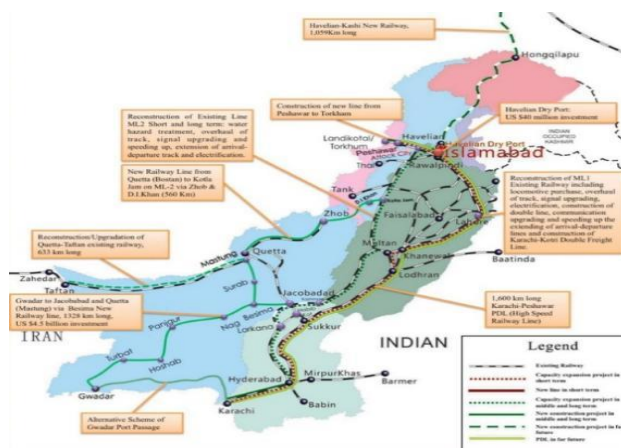 Havelian-Kashi New Railway,
1,059Km long
Hongqilapu
Construction of new line from
Peshawar to Torkham
Havelian Dry Port:
US $40 million investment
Reconstruction of Existing Line
ML2 Short and long term: water
hazard treatment, overhaul of
track, signal upgrading and
speeding up, extension of arrival-
departure track and electrification.
Landikotal/
Torkham
Havelian
Havelian Dry Port
Peshawar
Attock City
Islamabad
Rawalpindi
INDIAN
OCCUPIED
KASHMIR
Thal
New Railway Line from
Quetta (Bostan) to Kotla
Jam on ML-2 via Zhob &
D.I.Khan (560 Km)
Tank
Reconstruction of ML1
Existing Railway including
locomotive purchase, overhaul
of track, signal upgrading,
electrification, construction of
double line, communication
upgrading and speeding up the
extending of arrival-departure
lines and construction of
Karachi-Kotri Double Freight
Line.
Zhob
Faisalabad
Lahore
Reconstruction/Upgradation of
Quetta-Taftan existing railway,
633 km long
Mastung
Quetta
Multan
Khanewal
Baatinda
Zahedan
Taftan
Lodhran
Surab
Jacobadad
Gwadar to Jacobabad and Quetta
(Mastung) via Besima New
Railway line, 1328 km long,
US $4.5 billion investment
Besima
Nag
Larkana
Sukkur
1,600 km long
Karachi-Peshawar
PDL (High Speed
Railway Line)
IRAN
Panjgur
INDIAN
Turbat
Hoshab
Gwadar
Hyderabad
MirpurKhas
Barmer
Karachi
Babin
Alternative Scheme of
Gwadar Port Passage
Legend
Existing Railway
Capacity expansion project in
short term
New line in short term
Capacity expansion project in
middle and long term
New construction project in
middle and long term
New construction project in far
future
PDL in far future